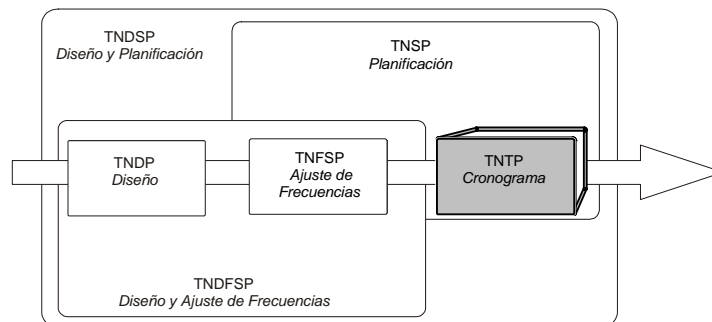 TNDSP
Diseño y Planificación
TNSP
Planificación
TNDP
Diseño
TNFSP
Ajuste de
Frecuencias
TNTP
Cronograma
TNDFSP
Diseño y Ajuste de Frecuencias